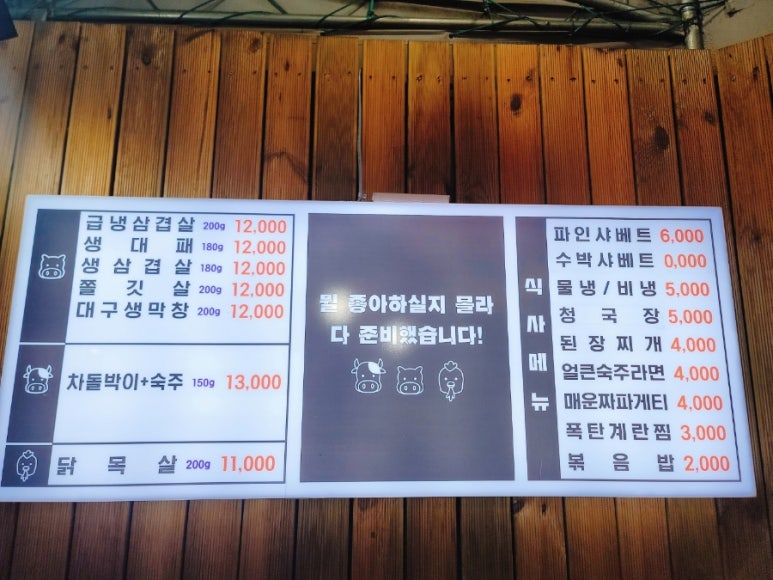 급냉삼겹살 200g 12,000
생대패 180g 12,000
생삼겹살 180g 12,000
쫄깃살 200g 12,000
대구생막창 200g 12,000
차돌박이+숙주 150g 13,000
닭목살 200g 11,000
뭘 좋아하실지 몰라
다 준비했습니다!
식사메뉴
파인샤베트 6,000
수박샤베트 0,000
물냉/비냉 5,000
청국장 5,000
된장찌개 4,000
얼큰숙주라면 4,000
매운짜파게티 4,000
폭탄계란찜 3,000
볶음밥 2,000